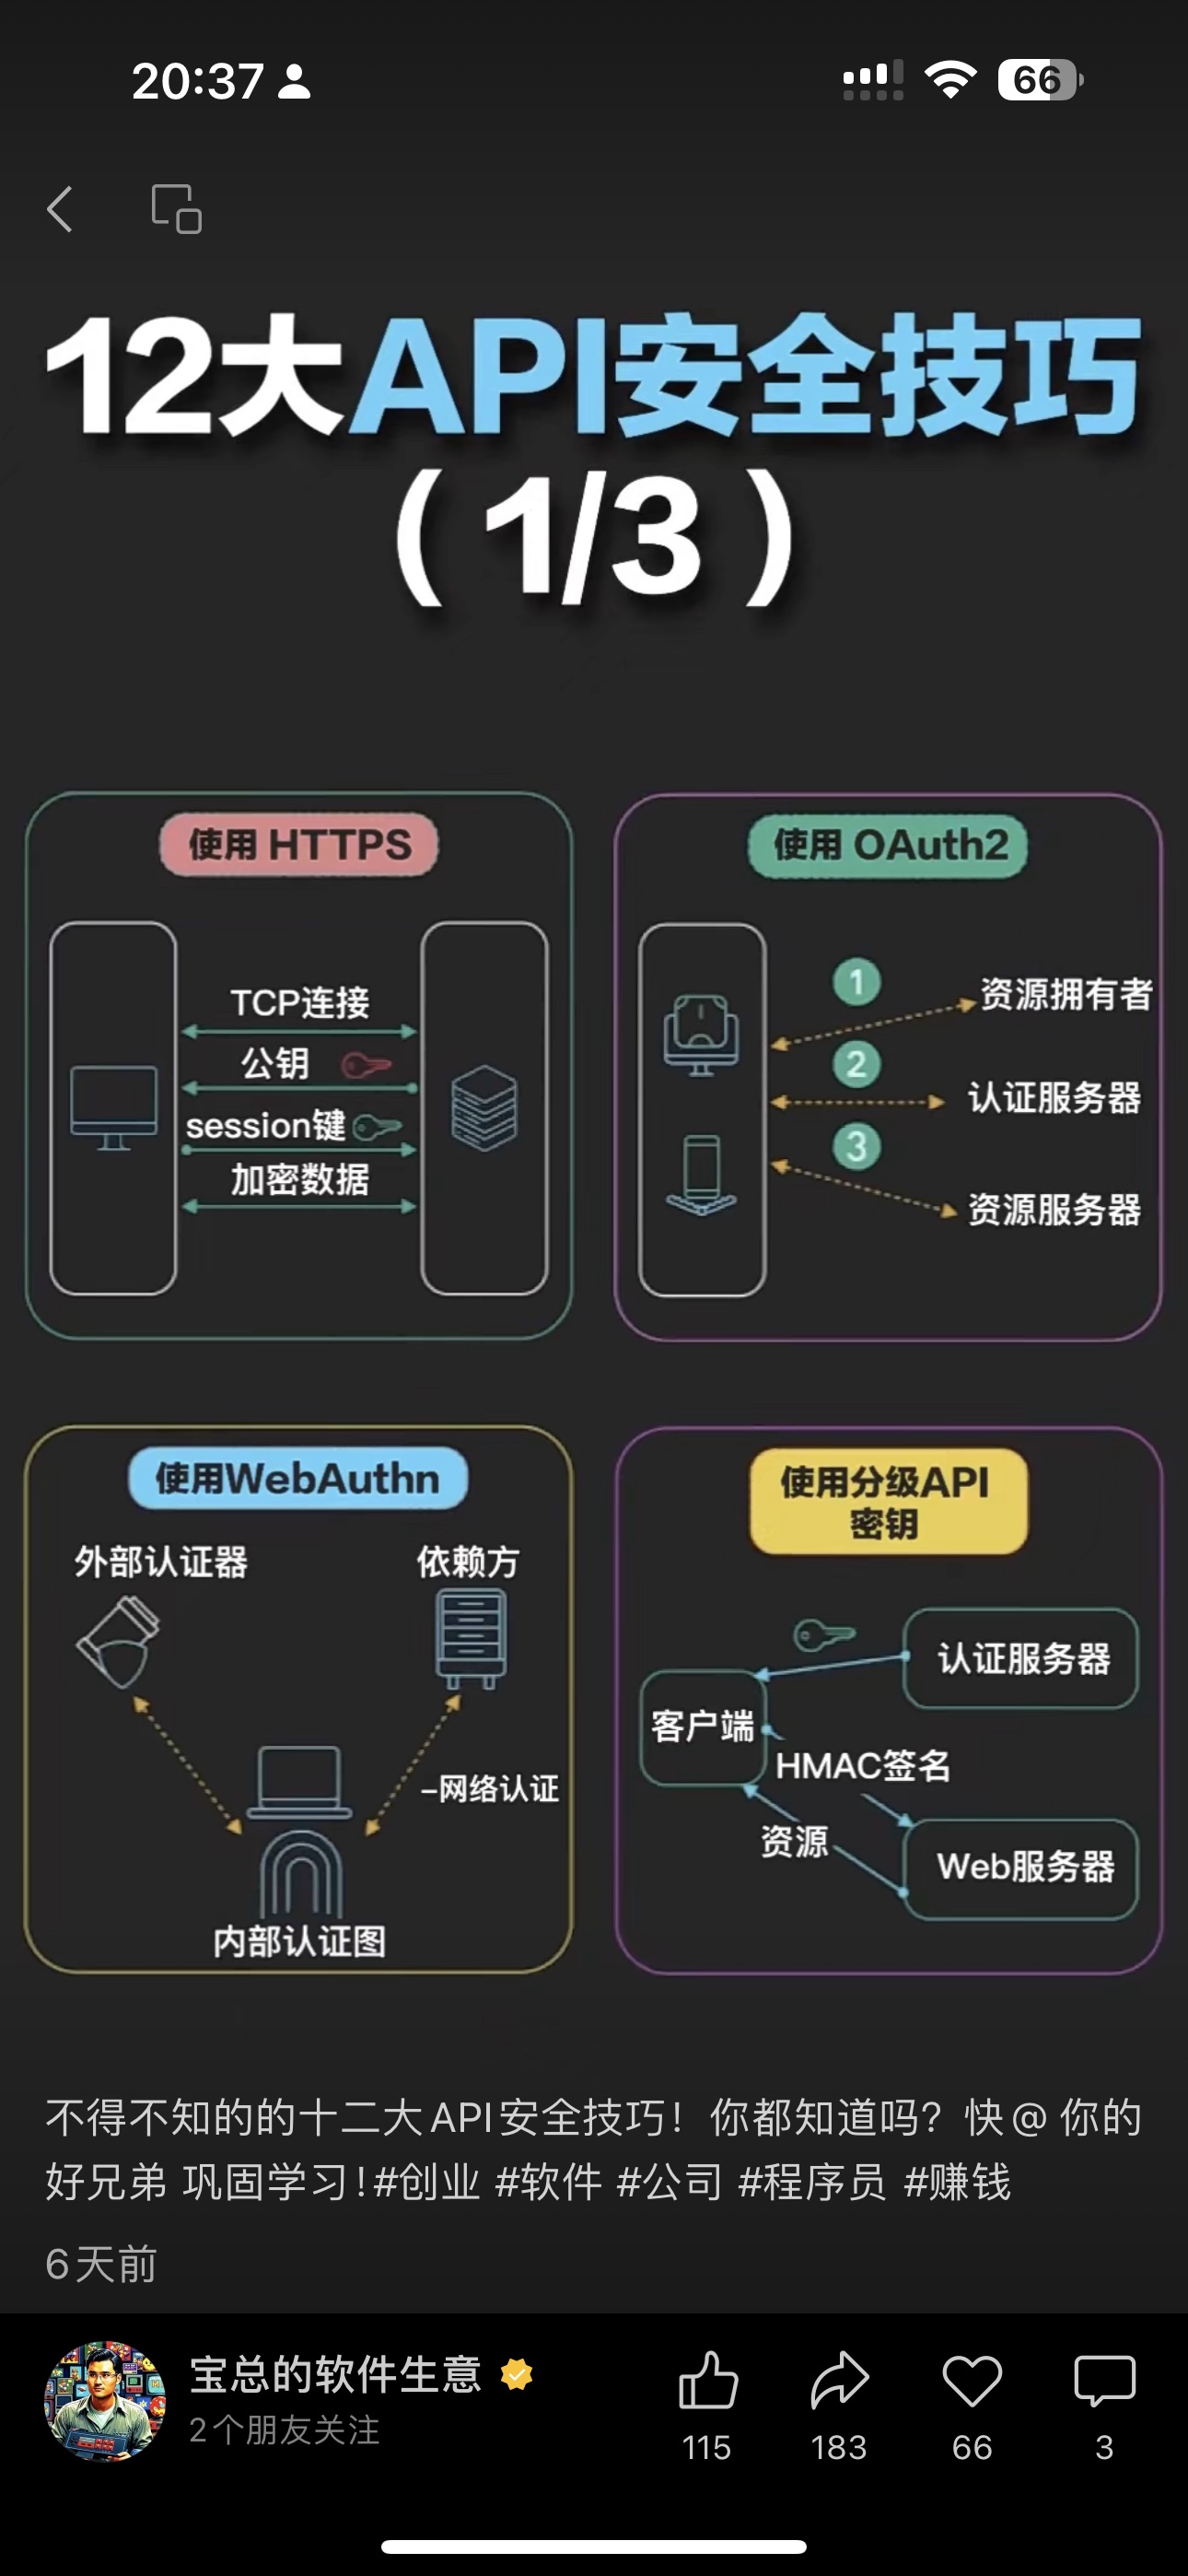 20:37
66
12大API安全技巧
（1/3）
使用 HTTPS
TCP连接
公钥
session键
加密数据
使用 OAuth2
1
资源拥有者
2
认证服务器
3
资源服务器
使用WebAuthn
外部认证器
依赖方
–网络认证
内部认证图
使用分级API
密钥
认证服务器
客户端
HMAC签名
资源
Web服务器
不得不知的的十二大API安全技巧！你都知道吗？快@ 你的
好兄弟 巩固学习!#创业 #软件 #公司 #程序员 #赚钱
6天前
宝总的软件生意
2个朋友关注
115
183
66
3